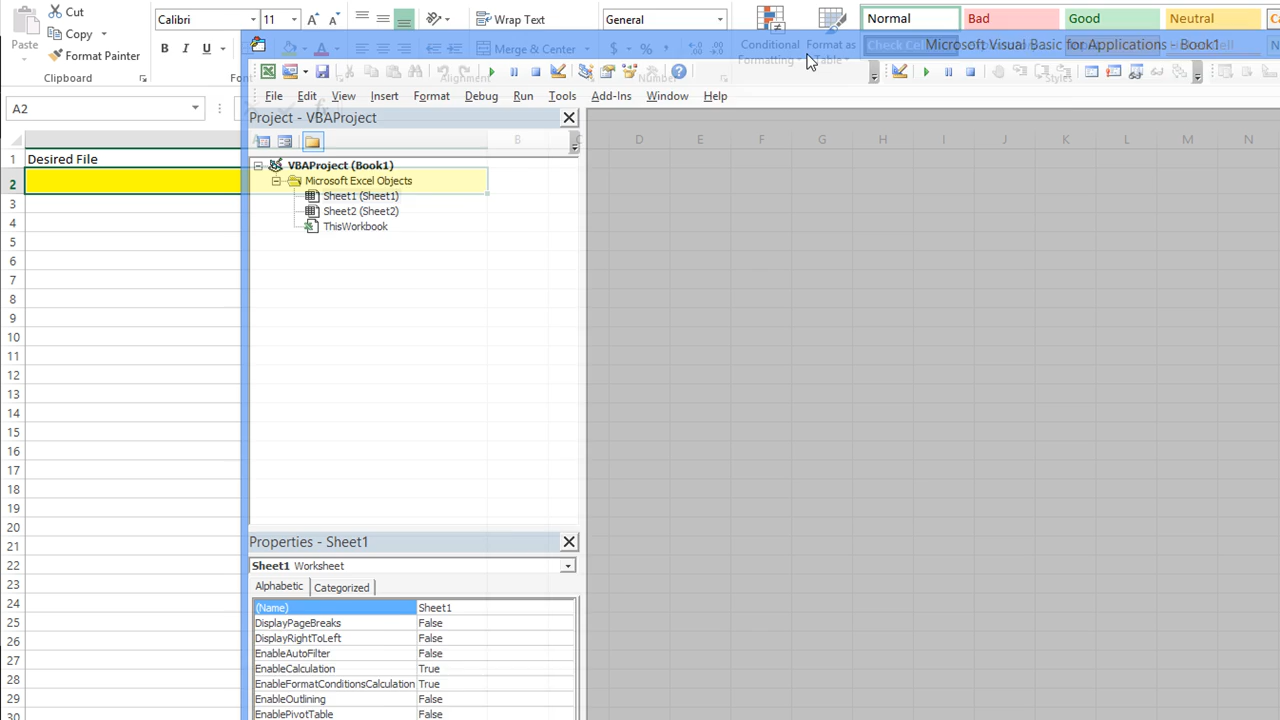 Cut
Calibri
11
Wrap Text
General
Normal
Bad
Good
Neutral
Paste
Copy
Format Painter
B I U
Merge & Center
$ %
Conditional
Formatting
Format as
Table
Check Cell
Microsoft Visual Basic for Applications - Book1
Clipboard
Alignment
Number
Styles
File Edit View Insert Format Debug Run Tools Add-Ins Window Help
A2
Project - VBAProject
B D E F G H I J K L M N
1 Desired File
VBAProject (Book1)
Microsoft Excel Objects
Sheet1 (Sheet1)
Sheet2 (Sheet2)
ThisWorkbook
2
3
4
5
6
7
8
9
10
11
12
13
14
15
16
17
18
19
20
21
22
23
24
25
26
27
28
29
30
Properties - Sheet1
Sheet1 Worksheet
Alphabetic Categorized
(Name) Sheet1
DisplayPageBreaks False
DisplayRightToLeft False
EnableAutoFilter False
EnableCalculation True
EnableFormatConditionsCalculation True
EnableOutlining False
EnablePivotTable False